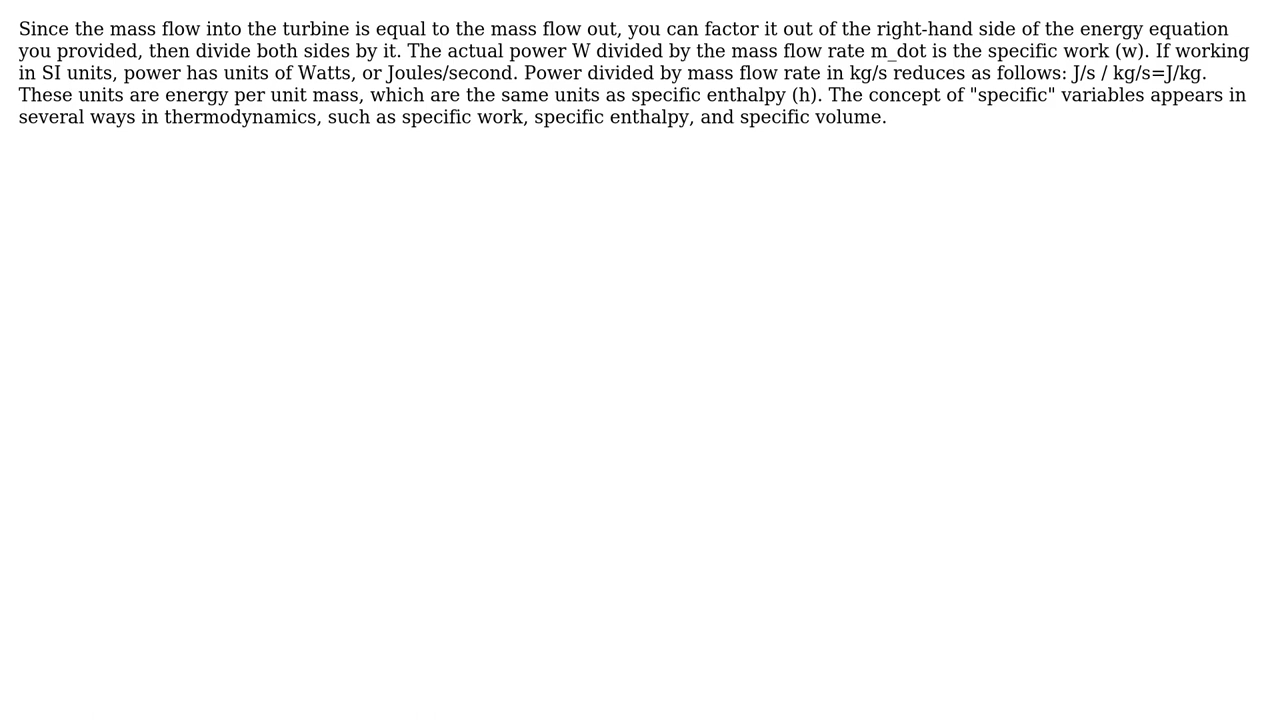 Since the mass flow into the turbine is equal to the mass flow out, you can factor it out of the right-hand side of the energy equation
you provided, then divide both sides by it. The actual power W divided by the mass flow rate m_dot is the specific work (w). If working
in SI units, power has units of Watts, or Joules/second. Power divided by mass flow rate in kg/s reduces as follows: J/s / kg/s=J/kg.
These units are energy per unit mass, which are the same units as specific enthalpy (h). The concept of "specific" variables appears in
several ways in thermodynamics, such as specific work, specific enthalpy, and specific volume.